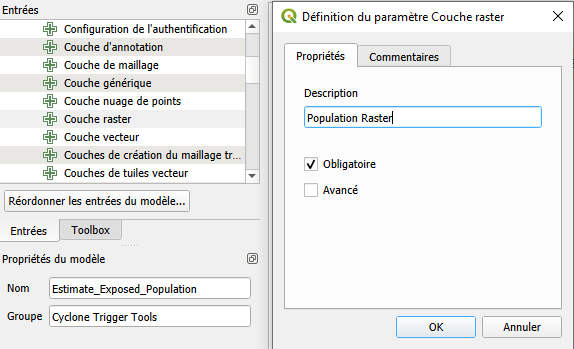 Entrées
Configuration de l'authentification
Couche d'annotation
Couche de maillage
Couche générique
Couche nuage de points
Couche raster
Couche vecteur
Couches de création du maillage tr...
Couches de tuiles vecteur
Réordonner les entrées du modèle...
Entrées
Toolbox
Propriétés du modèle
Nom
Estimate_Exposed_Population
Groupe
Cyclone Trigger Tools
Définition du paramètre Couche raster
Propriétés
Commentaires
Description
Population Raster
Obligatoire
Avancé
OK
Annuler